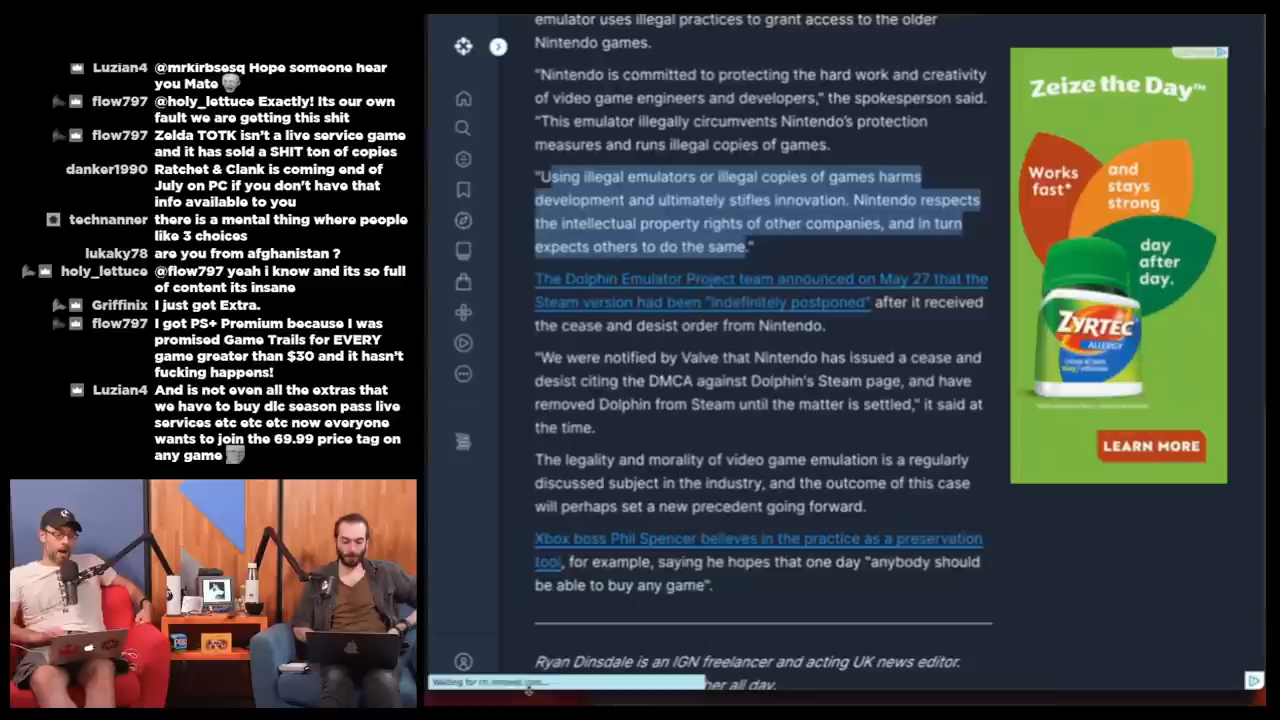 Luzian4 @mrkirbsesq Hope someone hear
you Mate
flow797 @holy_lettuce Exactly! Its our own
fault we are getting this shit
flow797 Zelda TOTK isn't a live service game
and it has sold a SHIT ton of copies
danker1990 Ratchet & Clank is coming end of
July on PC if you don't have that
info available to you
technanner there is a mental thing where people
like 3 choices
lukaky78 are you from afghanistan ?
holy_lettuce @flow797 yeah i know and its so full
of content its insane
Griffinix I just got Extra.
flow797 I got PS+ Premium because I was
promised Game Trails for EVERY
game greater than $30 and it hasn't
fucking happens!
Luzian4 And is not even all the extras that
we have to buy dlc season pass live
services etc etc etc now everyone
wants to join the 69.99 price tag on
any game
emulator uses illegal practices to grant access to the older
Nintendo games.
"Nintendo is committed to protecting the hard work and creativity
of video game engineers and developers," the spokesperson said.
"This emulator illegally circumvents Nintendo's protection
measures and runs illegal copies of games.
"Using illegal emulators or illegal copies of games harms
development and ultimately stifles innovation. Nintendo respects
the intellectual property rights of other companies, and in turn
expects others to do the same."
The Dolphin Emulator Project team announced on May 27 that the
Steam version had been "indefinitely postponed" after it received
the cease and desist order from Nintendo.
"We were notified by Valve that Nintendo has issued a cease and
desist citing the DMCA against Dolphin's Steam page, and have
removed Dolphin from Steam until the matter is settled," it said at
the time.
The legality and morality of video game emulation is a regularly
discussed subject in the industry, and the outcome of this case
will perhaps set a new precedent going forward.
Xbox boss Phil Spencer believes in the practice as a preservation
tool, for example, saying he hopes that one day "anybody should
be able to buy any game".
Ryan Dinsdale is an IGN freelancer and acting UK news editor.
her all day.
Waiting for
Zeize the Day™
Works
fast*
and
stays
strong
day
after
day.
ZYRTEC
ALLERGY
LEARN MORE